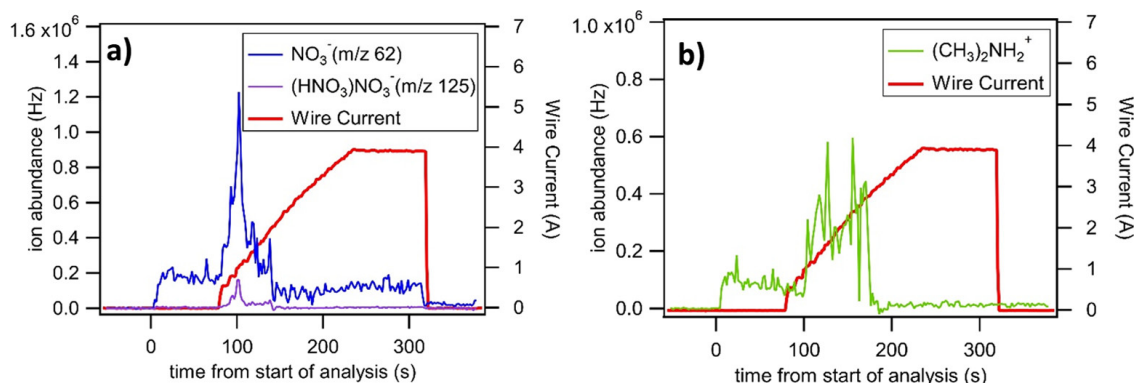 1.6 x10⁶
a)
NO₃⁻(m/z 62)
(HNO₃)NO₃⁻(m/z 125)
Wire Current
1.4
1.2
1.0
0.8
0.6
0.4
0.2
0.0
ion abundance (Hz)
7
6
5
4
3
2
1
0
Wire Current (A)
0 100 200 300
time from start of analysis (s)
1.0x10⁶
b)
(CH₃)₂NH₂⁺
Wire Current
0.8
0.6
0.4
0.2
0.0
ion abundance (Hz)
7
6
5
4
3
2
1
0
Wire Current (A)
0 100 200 300
time from start of analysis (s)